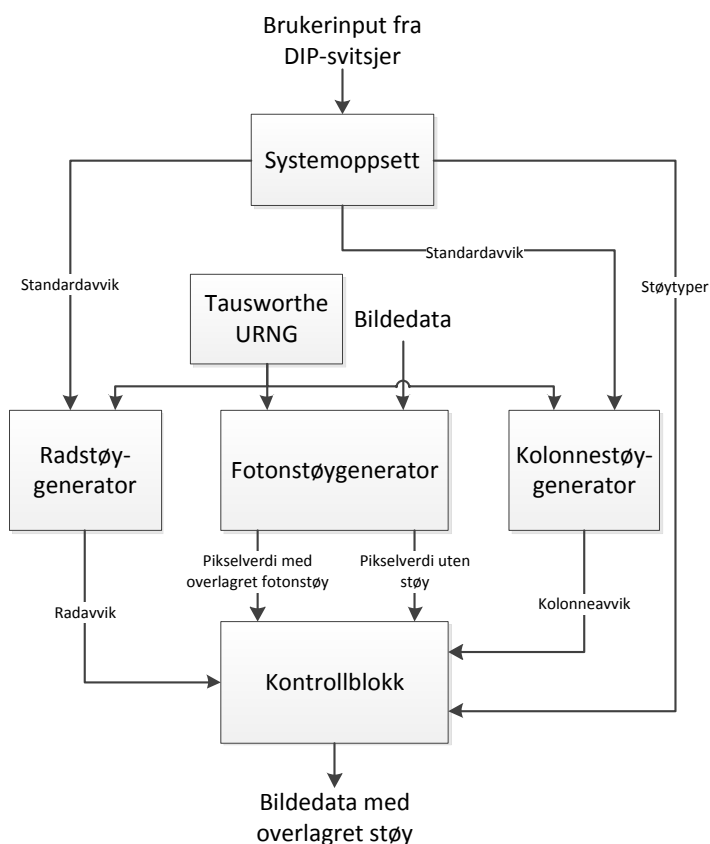 Brukerinput fra
DIP-svitsjer
Systemoppsett
Standardavvik
Standardavvik
Støytyper
Tausworthe
URNG
Bildedata
Radstøy-
generator
Fotonstøygenerator
Kolonnestøy-
generator
Pikselverdi med
overlagret fotonstøy
Pikselverdi uten
støy
Radavvik
Kolonneavvik
Kontrollblokk
Bildedata med
overlagret støy